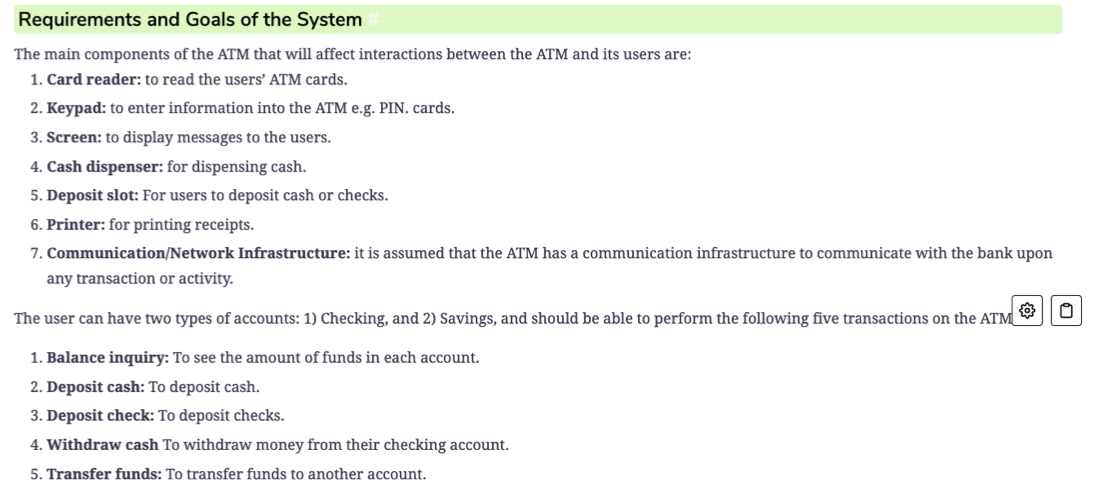 Requirements and Goals of the System #
The main components of the ATM that will affect interactions between the ATM and its users are:
1. Card reader: to read the users’ ATM cards.
2. Keypad: to enter information into the ATM e.g. PIN. cards.
3. Screen: to display messages to the users.
4. Cash dispenser: for dispensing cash.
5. Deposit slot: For users to deposit cash or checks.
6. Printer: for printing receipts.
7. Communication/Network Infrastructure: it is assumed that the ATM has a communication infrastructure to communicate with the bank upon
any transaction or activity.
The user can have two types of accounts: 1) Checking, and 2) Savings, and should be able to perform the following five transactions on the ATM
1. Balance inquiry: To see the amount of funds in each account.
2. Deposit cash: To deposit cash.
3. Deposit check: To deposit checks.
4. Withdraw cash To withdraw money from their checking account.
5. Transfer funds: To transfer funds to another account.